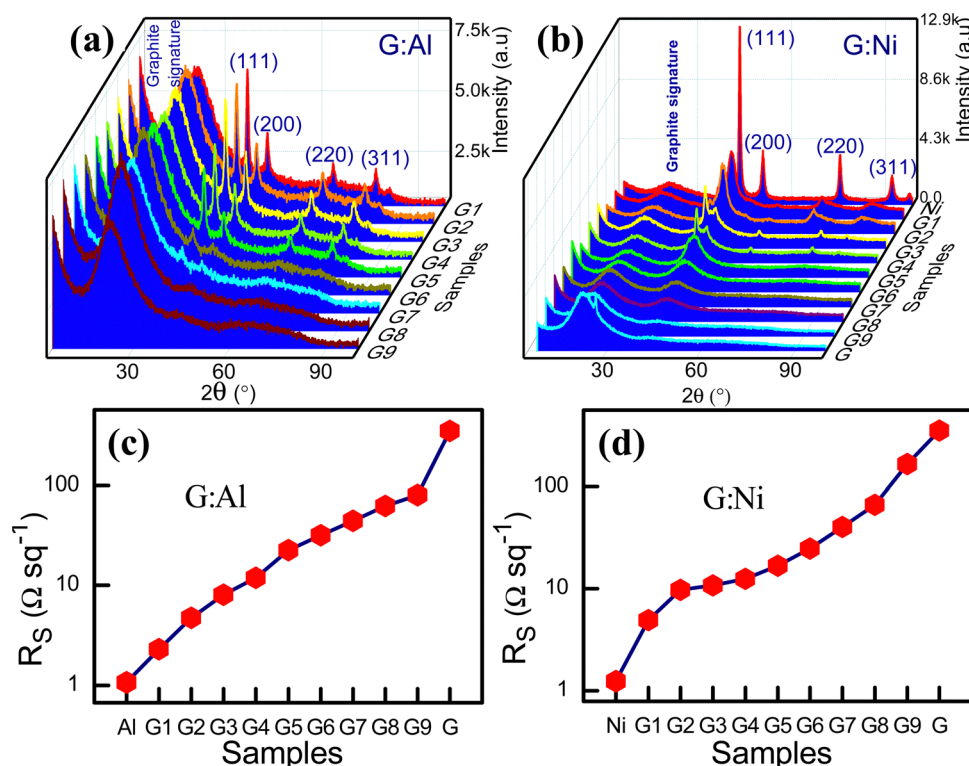 (a)
Graphite
signature
G:Al
7.5k
5.0k
2.5k
Intensity (a.u)
(111)
(200)
(220)
(311)
G1
G2
G3
G4
G5
G6
G7
G8
G9
Samples
30
60
90
2θ (°)
(b)
Graphite signature
G:Ni
12.9k
8.6k
4.3k
0.0
Intensity (a.u)
(111)
(200)
(220)
(311)
Ni
G1
G2
G3
G4
G5
G6
G7
G8
G9
G
Samples
30
60
90
2θ (°)
(c)
G:Al
100
10
1
R_S (Ω sq⁻¹)
Al G1 G2 G3 G4 G5 G6 G7 G8 G9 G
Samples
(d)
G:Ni
100
10
1
R_S (Ω sq⁻¹)
Ni G1 G2 G3 G4 G5 G6 G7 G8 G9 G
Samples